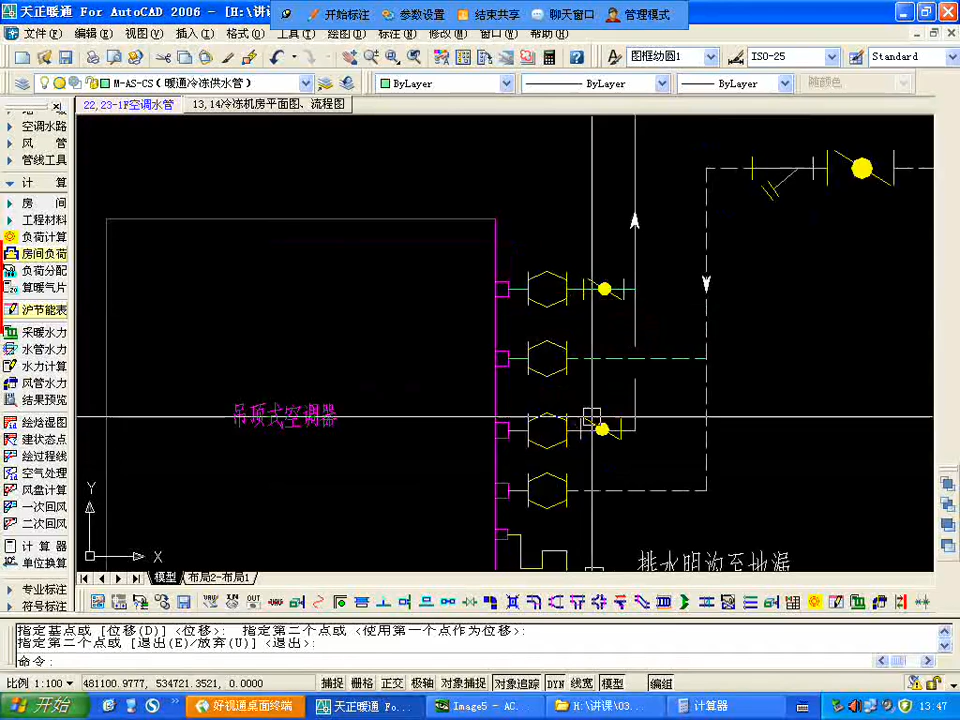 天正暖通 For AutoCAD 2006 - [H:\讲
开始标注 参数设置 结束共享 聊天窗口 管理模式
文件(F) 编辑(E) 视图(V) 插入(I) 格式(O) 工具(T) 绘图(D) 标注(N) 修改(M) 窗口(W) 帮助(H)
图框幼圆1 ISO-25 Standard
M-AS-CS(暖通冷冻供水管) ByLayer ByLayer ByLayer 随颜色
22,23-1F空调水管 13,14冷冻机房平面图、流程图
空调水路
风 管
管线工具
计 算
房 间
工程材料
负荷计算
房间负荷
负荷分配
算暖气片
沪节能表
采暖水力
水管水力
水力计算
风管水力
结果预览
绘焓湿图
建状态点
绘过程线
空气处理
风盘计算
一次回风
二次回风
计 算 器
单位换算
专业标注
符号标注
吊顶式空调器
排水明沟至地漏
Y
X
模型 布局2-布局1
指定基点或 [位移(D)] <位移>: 指定第二个点或 <使用第一个点作为位移>:
指定第二个点或 [退出(E)/放弃(U)] <退出>:
命令:
比例 1:100 481100.9777, 534721.3521, 0.0000 捕捉 栅格 正交 极轴 对象捕捉 对象追踪 DYN 线宽 模型 编组
开始 好视通桌面终端 天正暖通 Fo... Image5 - AC... H:\讲课\03... 计算器 13:47